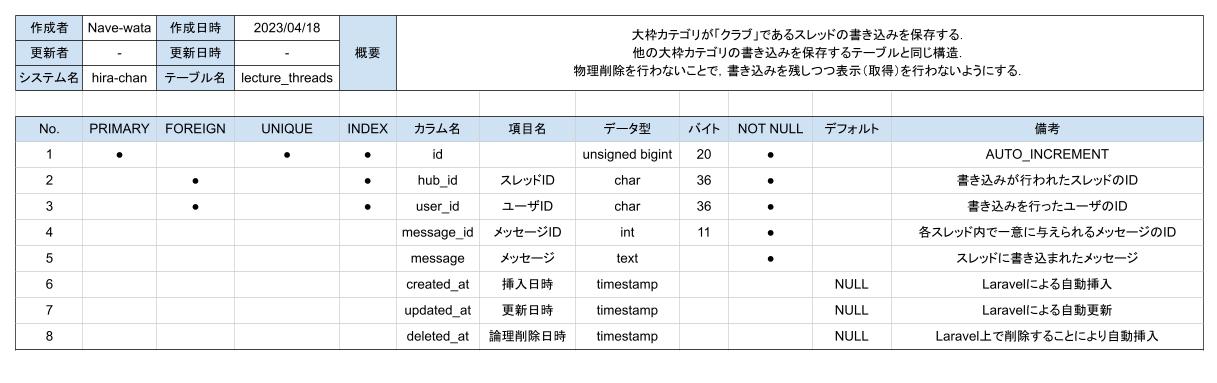 作成者 Nave-wata 作成日時 2023/04/18 概要 大枠カテゴリが「クラブ」であるスレッドの書き込みを保存する.
更新者 - 更新日時 - 他の大枠カテゴリの書き込みを保存するテーブルと同じ構造.
システム名 hira-chan テーブル名 lecture_threads 物理削除を行わないことで, 書き込みを残しつつ表示(取得)を行わないようにする.
No. PRIMARY FOREIGN UNIQUE INDEX カラム名 項目名 データ型 バイト NOT NULL デフォルト 備考
1 ● ● ● id unsigned bigint 20 ● AUTO_INCREMENT
2 ● ● hub_id スレッドID char 36 ● 書き込みが行われたスレッドのID
3 ● ● user_id ユーザID char 36 ● 書き込みを行ったユーザのID
4 message_id メッセージID int 11 ● 各スレッド内で一意に与えられるメッセージのID
5 message メッセージ text ● スレッドに書き込まれたメッセージ
6 created_at 挿入日時 timestamp NULL Laravelによる自動挿入
7 updated_at 更新日時 timestamp NULL Laravelによる自動更新
8 deleted_at 論理削除日時 timestamp NULL Laravel上で削除することにより自動挿入